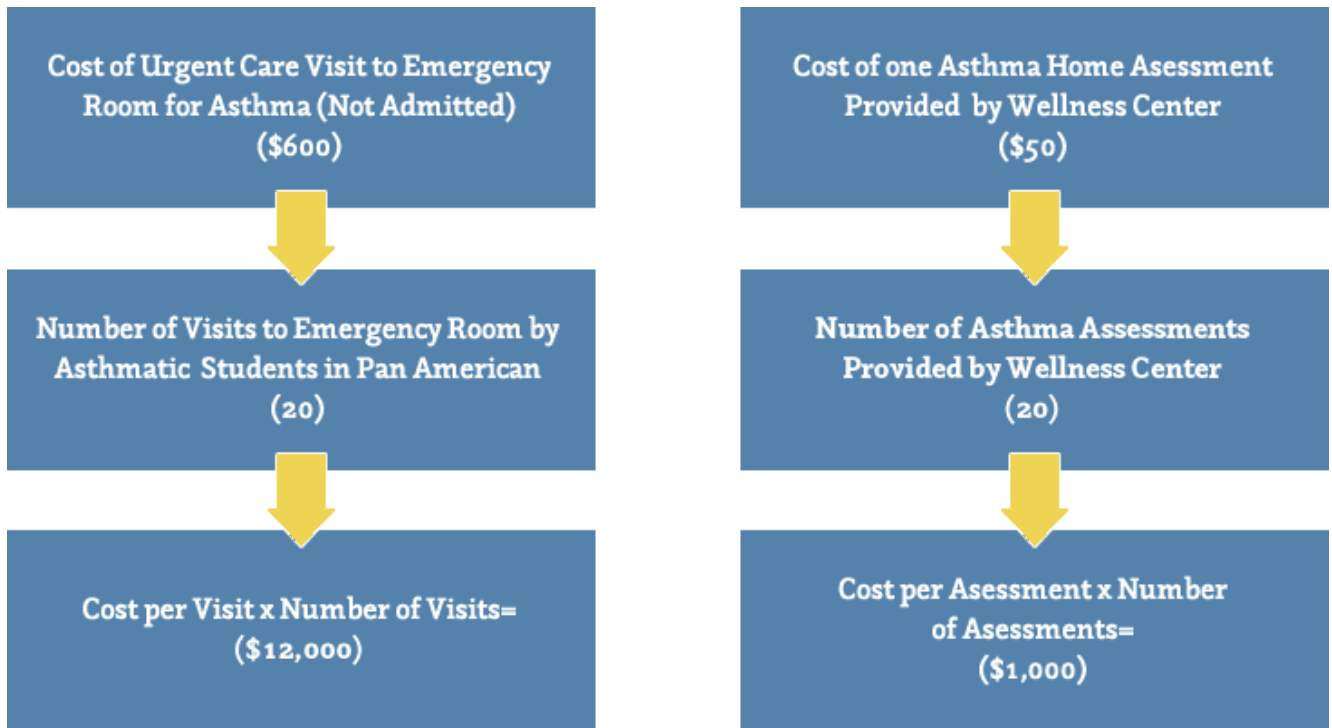 Cost of Urgent Care Visit to Emergency
Room for Asthma (Not Admitted)
($600)
Number of Visits to Emergency Room by
Asthmatic Students in Pan American
(20)
Cost per Visit x Number of Visits=
($12,000)
Cost of one Asthma Home Asessment
Provided by Wellness Center
($50)
Number of Asthma Assessments
Provided by Wellness Center
(20)
Cost per Asessment x Number
of Asessments=
($1,000)